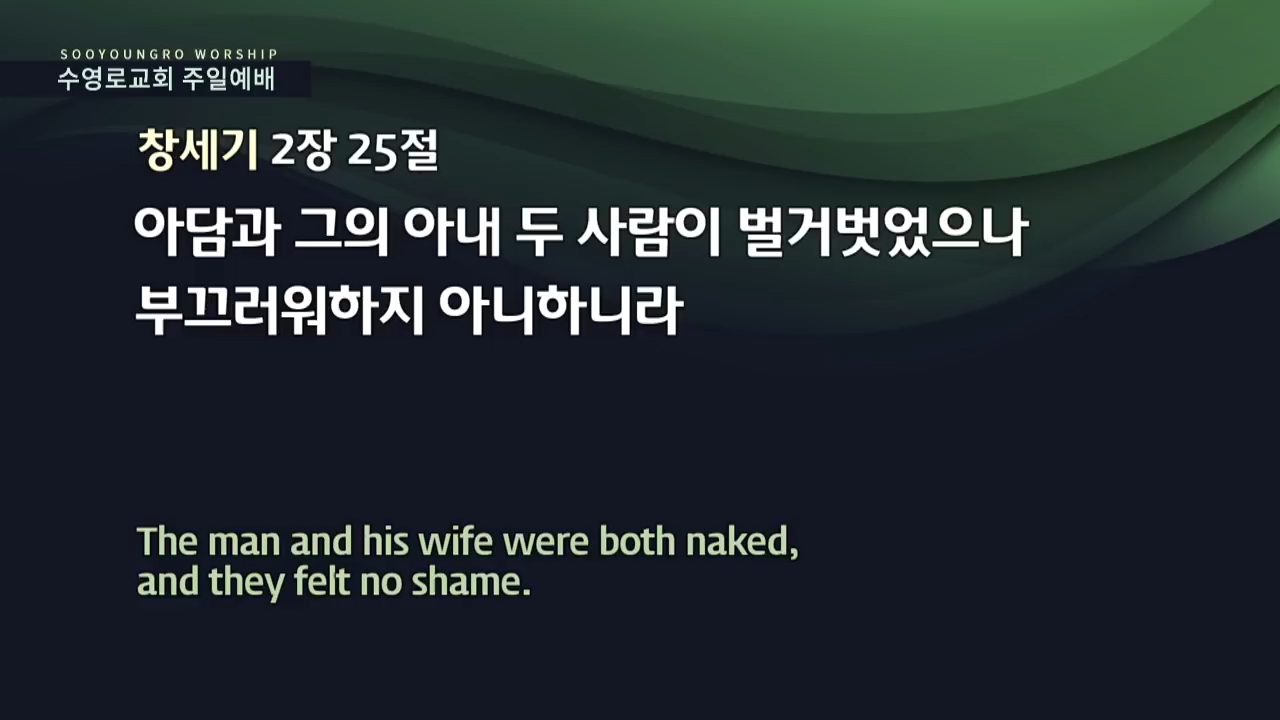 SOOYOUNGRO WORSHIP
수영로교회 주일예배
창세기 2장 25절
아담과 그의 아내 두 사람이 벌거벗었으나
부끄러워하지 아니하니라
The man and his wife were both naked,
and they felt no shame.